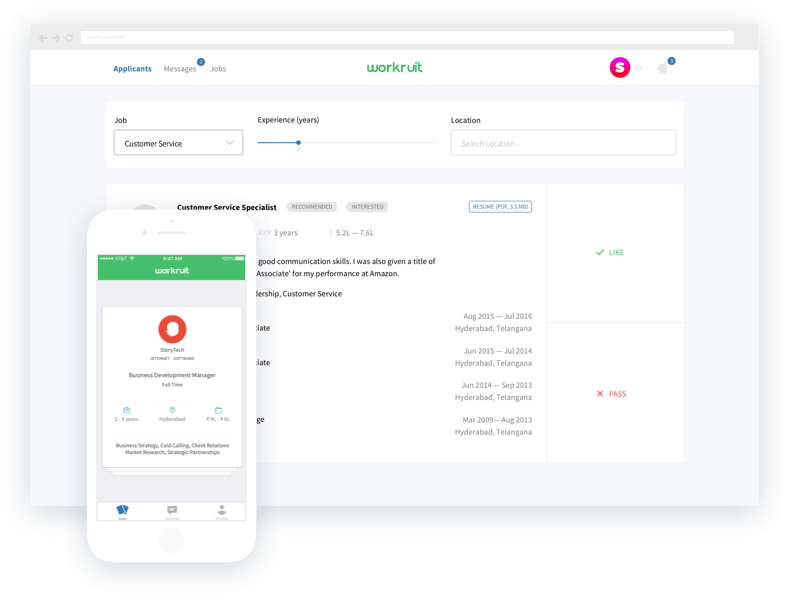 workruit.com
Applicants Messages 2 Jobs workruit S 3
Job Experience (years) Location
Customer Service Search Location
2
Customer Service Specialist RECOMMENDED INTERESTED RESUME (PDF, 3.5 MB)
EXP 3 years $ 5.2L — 7.6L
good communication skills. I was also given a title of
Associate' for my performance at Amazon.
dership, Customer Service
ciate Aug 2015 — Jul 2016
Hyderabad, Telangana
ciate Jun 2015 — Jul 2014
Hyderabad, Telangana
Jun 2014 — Sep 2013
Hyderabad, Telangana
ge Mar 2009— Aug 2013
Hyderabad, Telangana
LIKE
PASS
AT&T 9:41 AM 100%
workruit
StoryTech
INTERNET - SOFTWARE
Business Development Manager
Full Time
3 - 5 years Hyderabad ₹ 4L - ₹ 6L
Business Strategy, Cold Calling, Client Relations
Market Research, Strategic Partnerships
Jobs Activity Profile